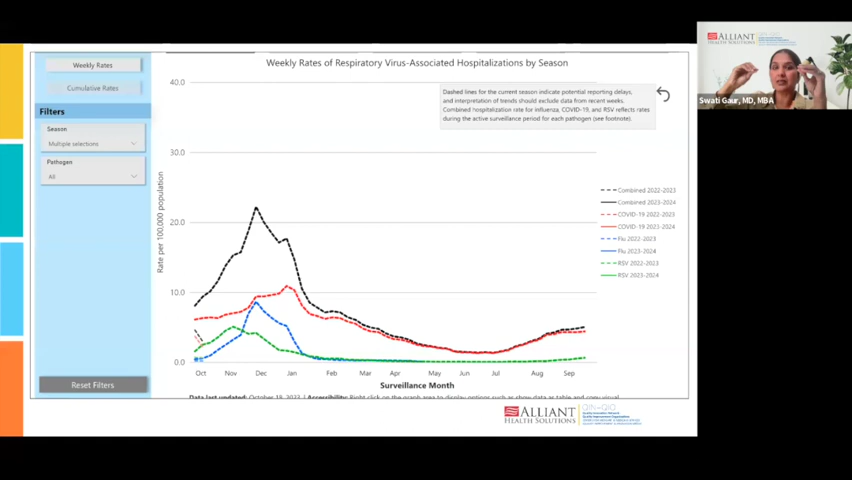 Weekly Rates
Cumulative Rates
Filters
Season
Multiple selections
Pathogen
All
Reset Filters
Weekly Rates of Respiratory Virus-Associated Hospitalizations by Season
Dashed lines for the current season indicate potential reporting delays,
and interpretation of trends should exclude data from recent weeks.
Combined hospitalization rate for influenza, COVID-19, and RSV reflects rates
during the active surveillance period for each pathogen (see footnote).
Rate per 100,000 population
40.0
30.0
20.0
10.0
0.0
Oct Nov Dec Jan Feb Mar Apr May Jun Jul Aug Sep
Surveillance Month
Combined 2022-2023
Combined 2023-2024
COVID-19 2022-2023
COVID-19 2023-2024
Flu 2022-2023
Flu 2023-2024
RSV 2022-2023
RSV 2023-2024
Data last updated: October 19, | Accessibility: Right click on the graph area to display options such as show data as table and copy visual
ALLIANT
HEALTH SOLUTIONS
QIN-QIO
ALLIANT
HEALTH SOLUTIONS
Swati Gaur, MD, MBA